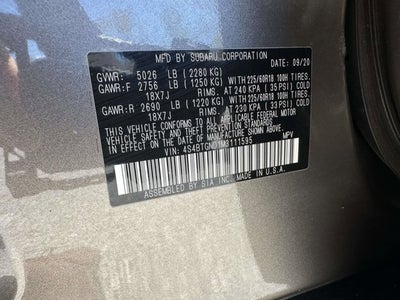 MFD BY SUBARU CORPORATION 09/20
GVWR: 5026 LB (2280 KG)
GAWR:F 2756 LB (1250 KG) WITH 225/60R18 100H TIRES.
18X7J RIMS. AT 240 KPA ( 35 PSI) COLD
GAWR:R 2690 LB (1220 KG) WITH 225/60R18 100H TIRES.
18X7J RIMS. AT 230 KPA ( 33 PSI) COLD
THIS VEHICLE CONFORMS TO ALL APPLICABLE FEDERAL MOTOR
VEHICLE SAFETY AND BUMPER STANDARDS IN EFFECT ON THE
DATE OF MANUFACTURE SHOWN ABOVE.
VIN: 4S4BTGND1M3111595 MPV
ASSEMBLED BY SIA INC. MADE IN U.S.A.